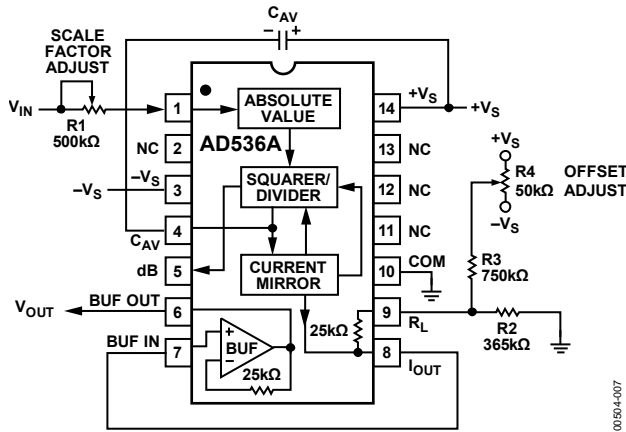 C_AV
− +
SCALE
FACTOR
ADJUST
V_IN
R1
500kΩ
1
ABSOLUTE
VALUE
14
+V_S
+V_S
AD536A
NC
2
13
NC
−V_S
−V_S
3
SQUARER/
DIVIDER
12
NC
+V_S
R4
50kΩ
−V_S
OFFSET
ADJUST
4
C_AV
11
NC
dB
5
CURRENT
MIRROR
10
COM
R3
750kΩ
V_OUT
BUF OUT
6
25kΩ
9
R_L
R2
365kΩ
BUF IN
7
+
−
BUF
25kΩ
8
I_OUT
00504-007